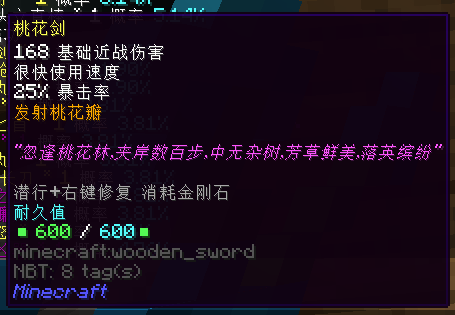 桃花剑
168 基础近战伤害
很快使用速度
25% 暴击率
发射桃花瓣
"忽逢桃花林,夹岸数百步,中无杂树,芳草鲜美,落英缤纷"
潜行+右键修复 消耗金刚石
耐久值
600 / 600
minecraft:wooden_sword
NBT: 8 tag(s)
Minecraft